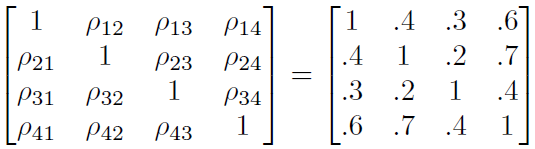 1 ρ12 ρ13 ρ14 1 .4 .3 .6
ρ21 1 ρ23 ρ24 .4 1 .2 .7
=
ρ31 ρ32 1 ρ34 .3 .2 1 .4
ρ41 ρ42 ρ43 1 .6 .7 .4 1